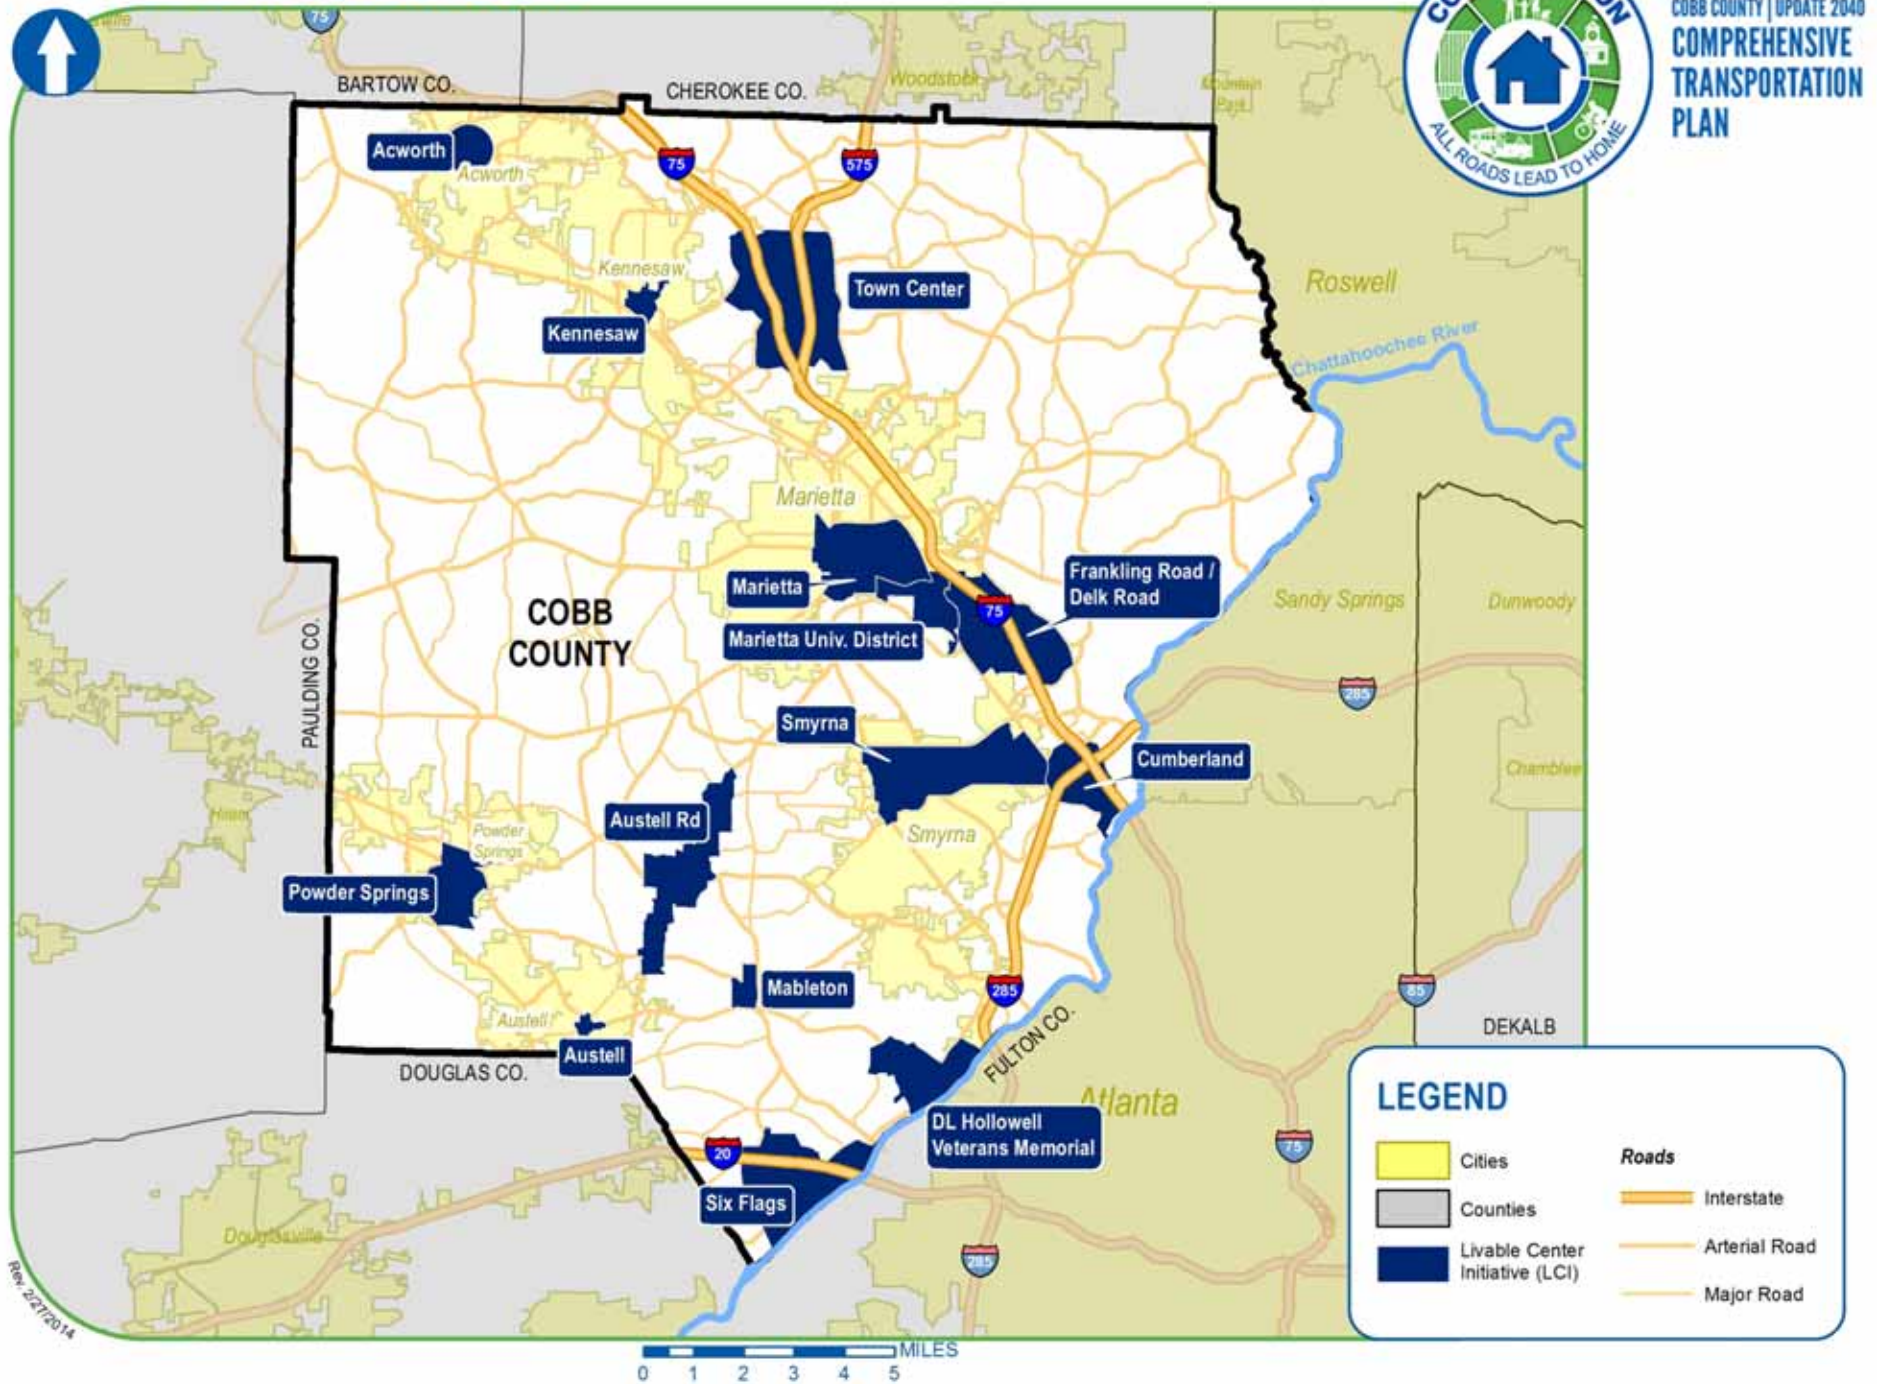 COBB COUNTY | UPDATE 2040
COMPREHENSIVE
TRANSPORTATION
PLAN
ALL ROADS LEAD TO HOME
75
BARTOW CO.
CHEROKEE CO.
Woodstock
Mountain
Park
Acworth
Acworth
75
575
Kennesaw
Kennesaw
Town Center
Roswell
Chattahoochee River
Marietta
Marietta
Frankling Road /
Delk Road
75
Marietta Univ. District
COBB
COUNTY
Sandy Springs
Dunwoody
PAULDING CO.
285
Smyrna
Cumberland
Chamblee
Austell Rd
Smyrna
Hiram
Powder
Springs
Powder Springs
Mableton
285
85
Austell
Austell
DEKALB
DOUGLAS CO.
FULTON CO.
Atlanta
DL Hollowell
Veterans Memorial
20
75
Six Flags
Douglasville
285
Rev. 2/27/2014
LEGEND
Cities
Counties
Livable Center
Initiative (LCI)
Roads
Interstate
Arterial Road
Major Road
MILES
0 1 2 3 4 5